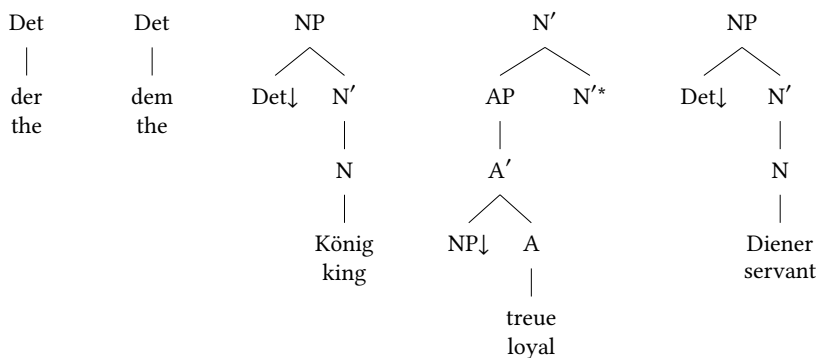 Det Det NP N′ NP
der dem Det↓ N′ AP N′* Det↓ N′
the the
N A′ N
König NP↓ A Diener
king servant
treue
loyal